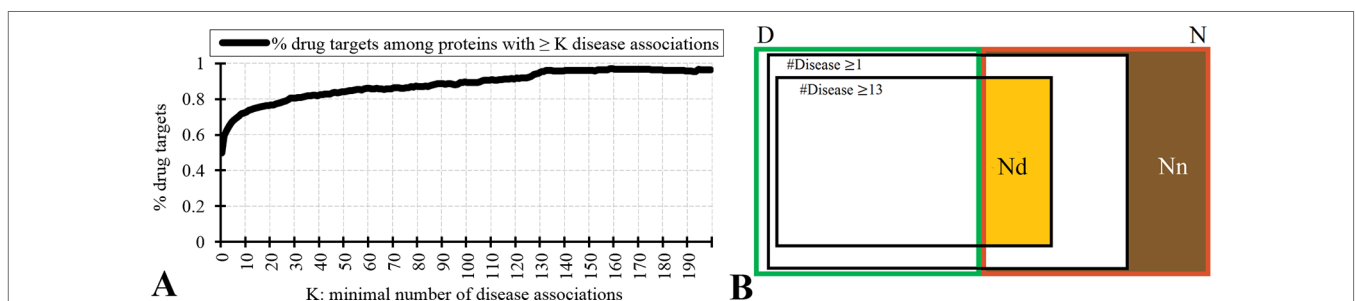 % drug targets among proteins with ≥ K disease associations
% drug targets
1
0.8
0.6
0.4
0.2
0
0 10 20 30 40 50 60 70 80 90 100 110 120 130 140 150 160 170 180 190
K: minimal number of disease associations
A
D N
#Disease ≥1
#Disease ≥13
Nd Nn
B